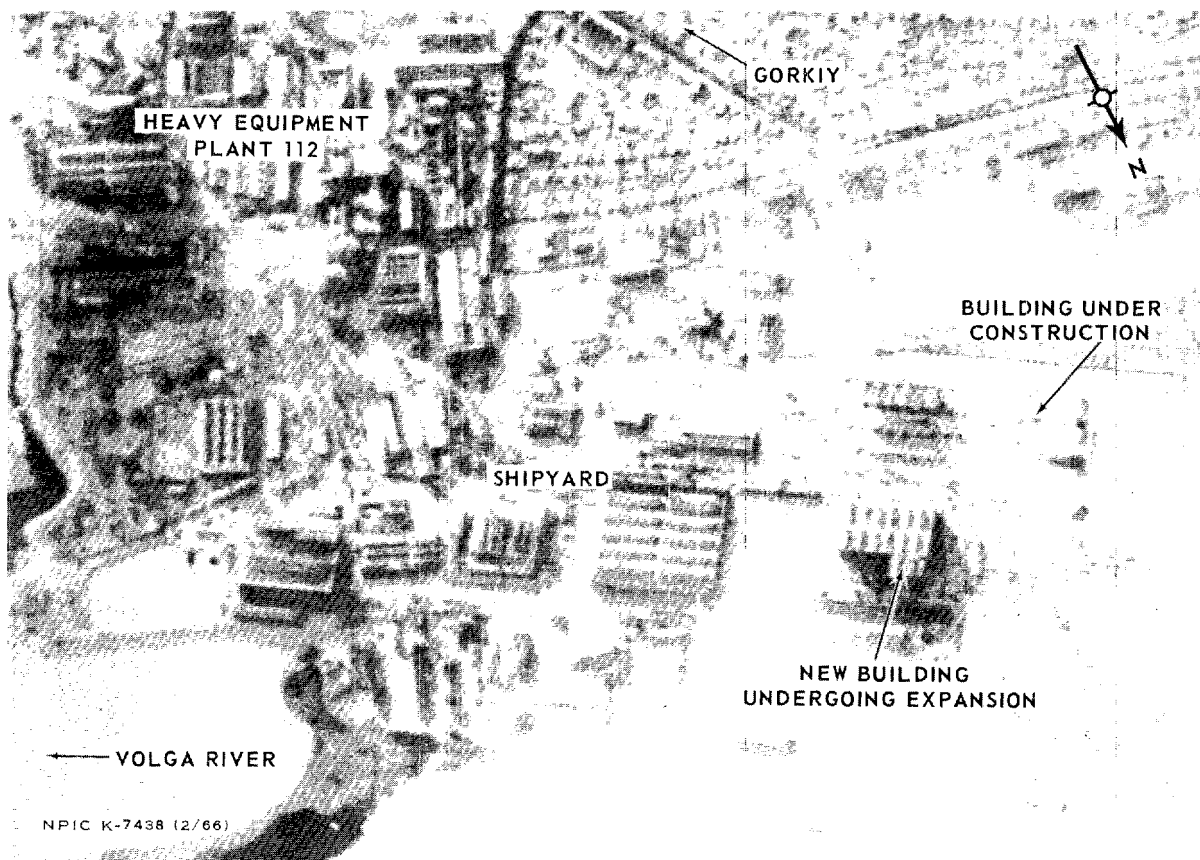 GORKIY
HEAVY EQUIPMENT
PLANT 112
N
BUILDING UNDER
CONSTRUCTION
SHIPYARD
NEW BUILDING
UNDERGOING EXPANSION
VOLGA RIVER
NPIC K-7438 (2/66)